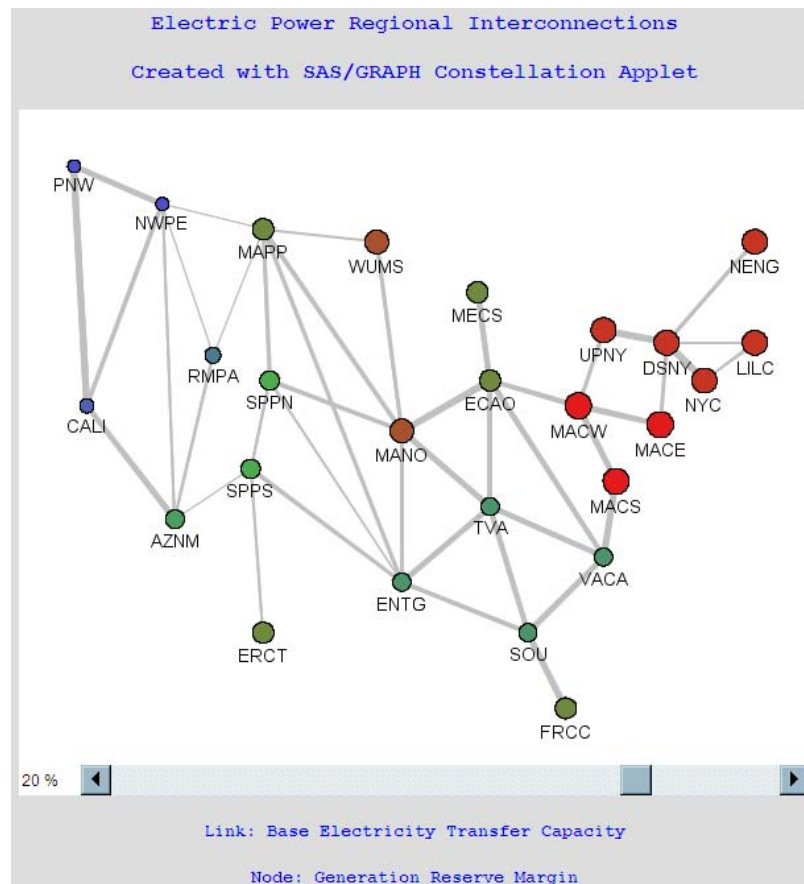 Electric Power Regional Interconnections
Created with SAS/GRAPH Constellation Applet
PNW
NWPE
MAPP
WUMS
NENG
MECS
UPNY
DSNY
LILC
RMPA
SPPN
ECAO
NYC
CALI
MANO
MACW
MACE
SPPS
MACS
AZNM
TVA
VACA
ENTG
ERCT
SOU
FRCC
20 %
Link: Base Electricity Transfer Capacity
Node: Generation Reserve Margin